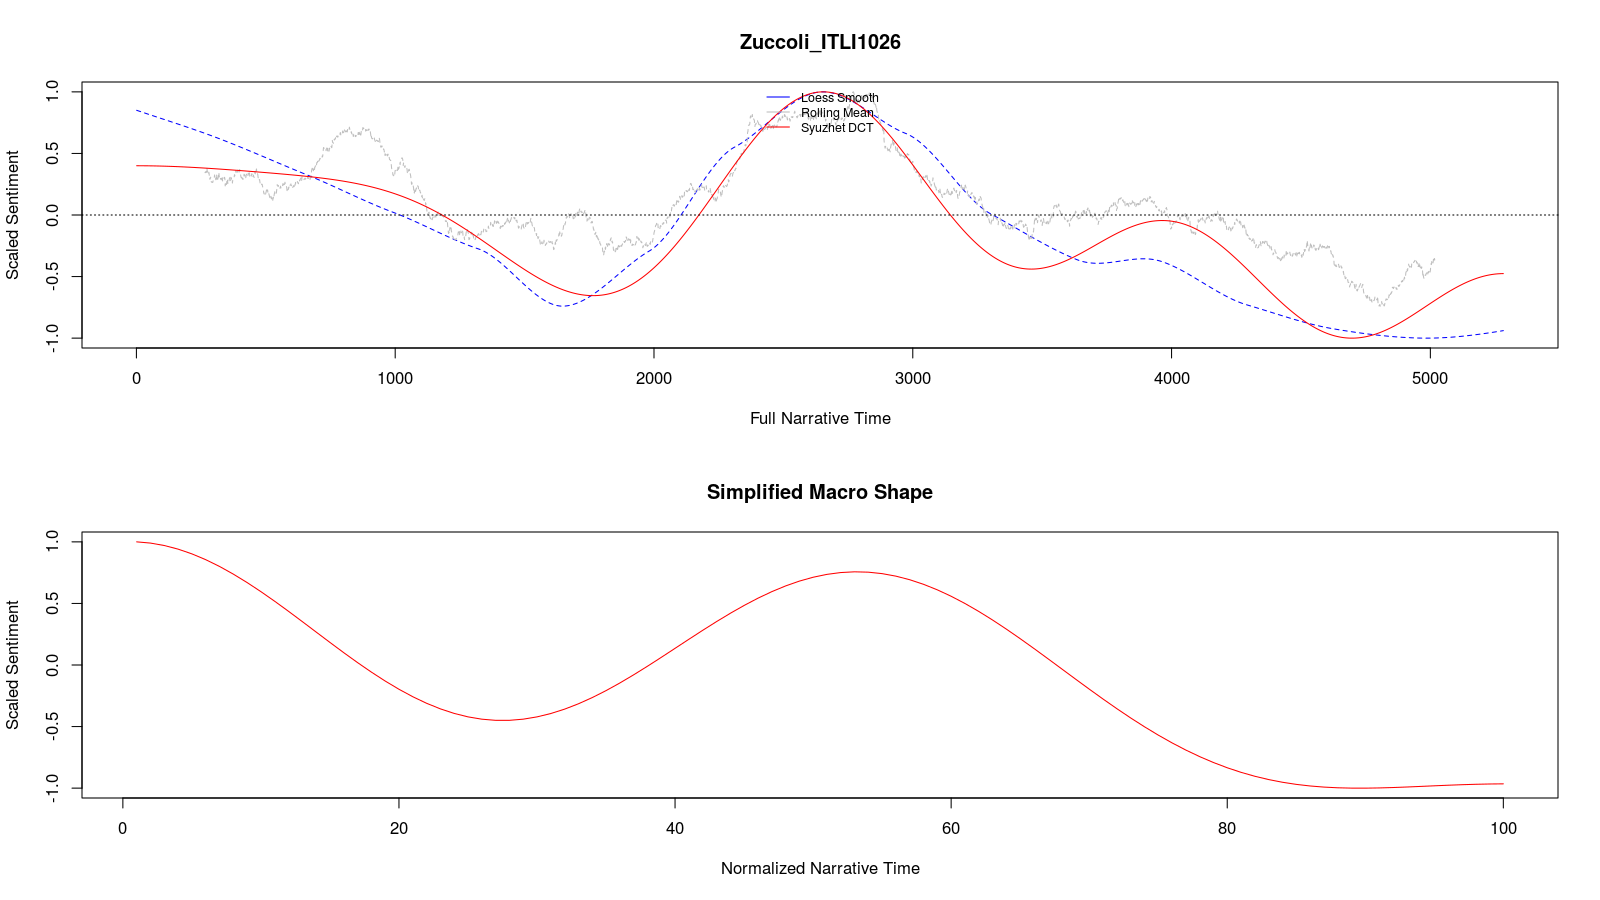 Zuccoli_ITLI1026
Scaled Sentiment
1.0
0.5
0.0
-0.5
-1.0
Loess Smooth
Rolling Mean
Syuzhet DCT
0 1000 2000 3000 4000 5000
Full Narrative Time
Simplified Macro Shape
Scaled Sentiment
1.0
0.5
0.0
-0.5
-1.0
0 20 40 60 80 100
Normalized Narrative Time